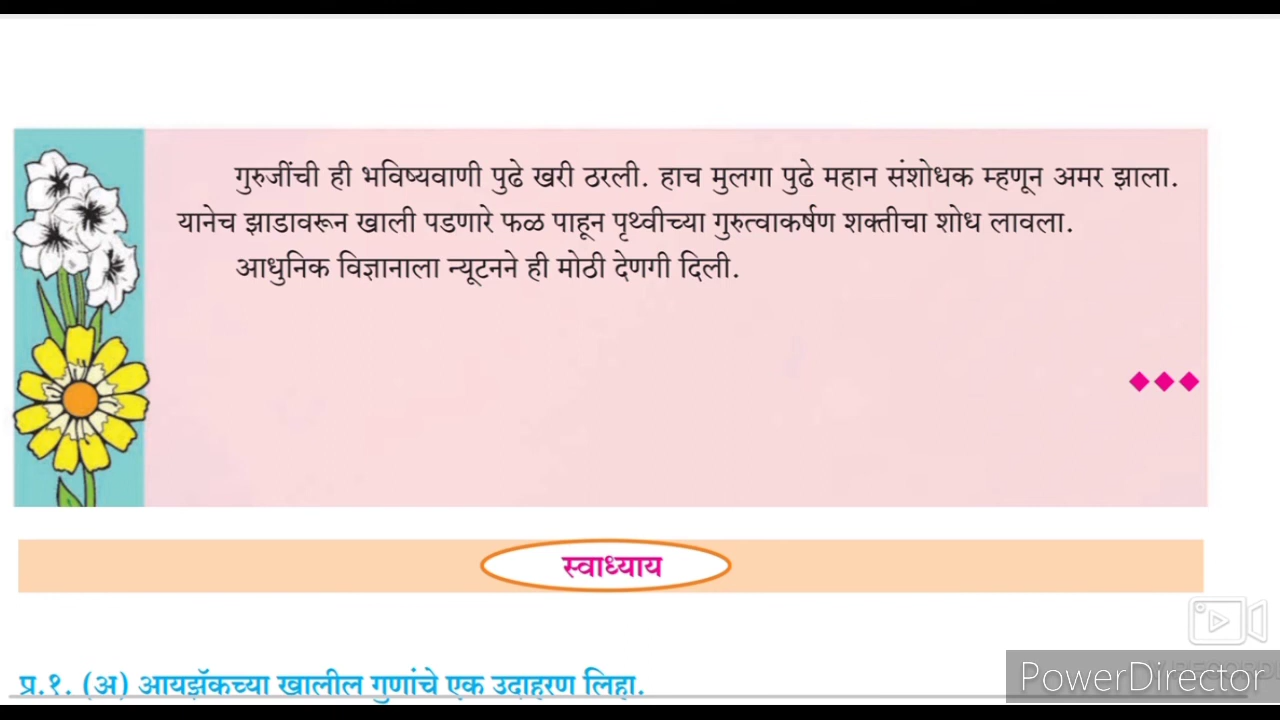 गुरुजींची ही भविष्यवाणी पुढे खरी ठरली. हाच मुलगा पुढे महान संशोधक म्हणून अमर झाला.
यानेच झाडावरून खाली पडणारे फळ पाहून पृथ्वीच्या गुरुत्वाकर्षण शक्तीचा शोध लावला.
आधुनिक विज्ञानाला न्यूटनने ही मोठी देणगी दिली.
स्वाध्याय
प्र.१. (अ) आयझॅकच्या खालील गुणांचे एक उदाहरण लिहा.
PowerDirector